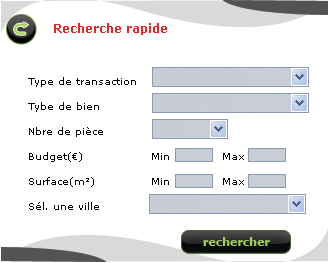 Recherche rapide
Type de transaction
Tybe de bien
Nbre de pièce
Budget(€) Min Max
Surface(m²) Min Max
Sél. une ville
rechercher